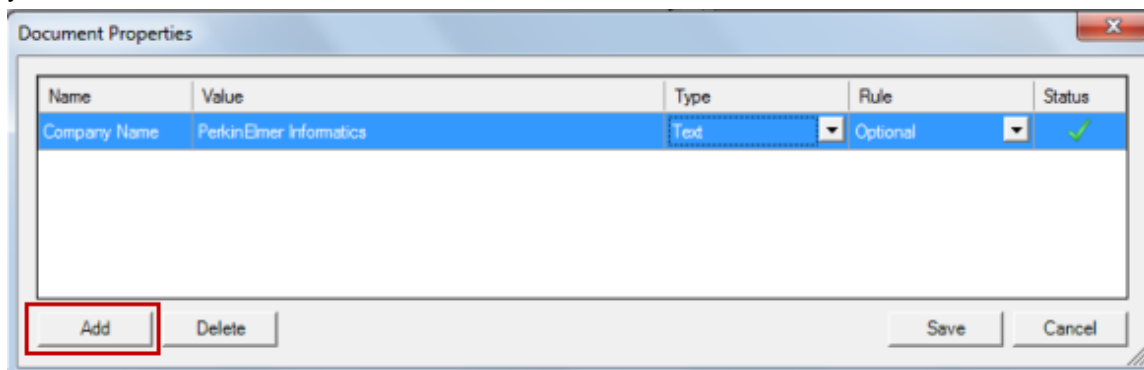 Document Properties
Name Value Type Rule Status
Company Name PerkinElmer Informatics Text Optional
Add Delete Save Cancel